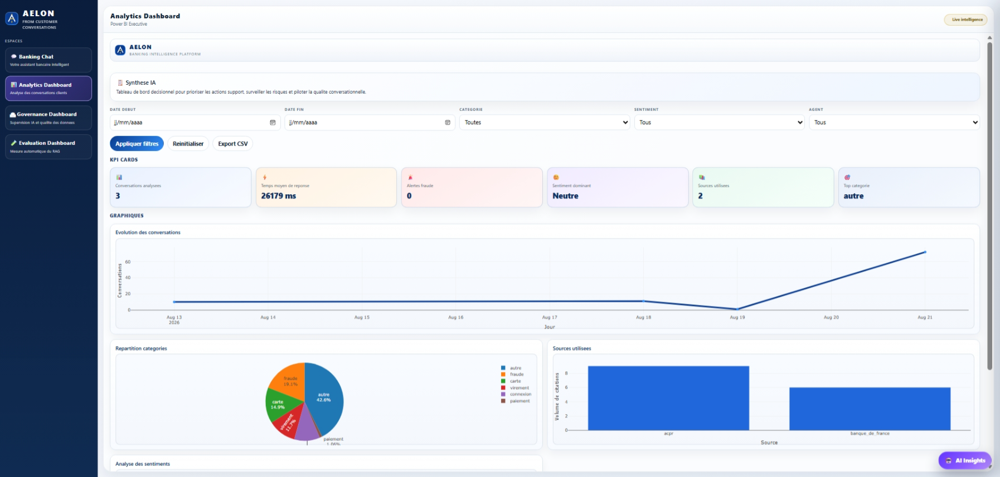 AELON
FROM CUSTOMER
CONVERSATIONS
ESPACES
Banking Chat
Votre assistant bancaire intelligent
Analytics Dashboard
Analyse des conversations clients
Governance Dashboard
Supervision IA et qualite des donnees
Evaluation Dashboard
Mesure automatique du RAG
Analytics Dashboard
Power BI Executive
Live intelligence
AELON
BANKING INTELLIGENCE PLATFORM
Synthese IA
Tableau de bord decisionnel pour prioriser les actions support, surveiller les risques et piloter la qualite conversationnelle.
DATE DEBUT DATE FIN CATEGORIE SENTIMENT AGENT
jj/mm/aaaa jj/mm/aaaa Toutes Tous Tous
Appliquer filtres Reinitialiser Export CSV
KPI CARDS
Conversations analysees
3
Temps moyen de reponse
26179 ms
Alertes fraude
0
Sentiment dominant
Neutre
Sources utilisees
2
Top categorie
autre
GRAPHIQUES
Evolution des conversations
Conversations
60
40
20
0
Aug 13 Aug 14 Aug 15 Aug 16 Aug 17 Aug 18 Aug 19 Aug 20 Aug 21
2026
Jour
Repartition categories
fraude
19.1%
autre
42.6%
carte
14.9%
virement
11.7%
paiement
1.06%
autre
fraude
carte
virement
connexion
paiement
Sources utilisees
Volume de citations
8
6
4
2
0
acpr banque_de_france
Source
Analyse des sentiments
AI Insights